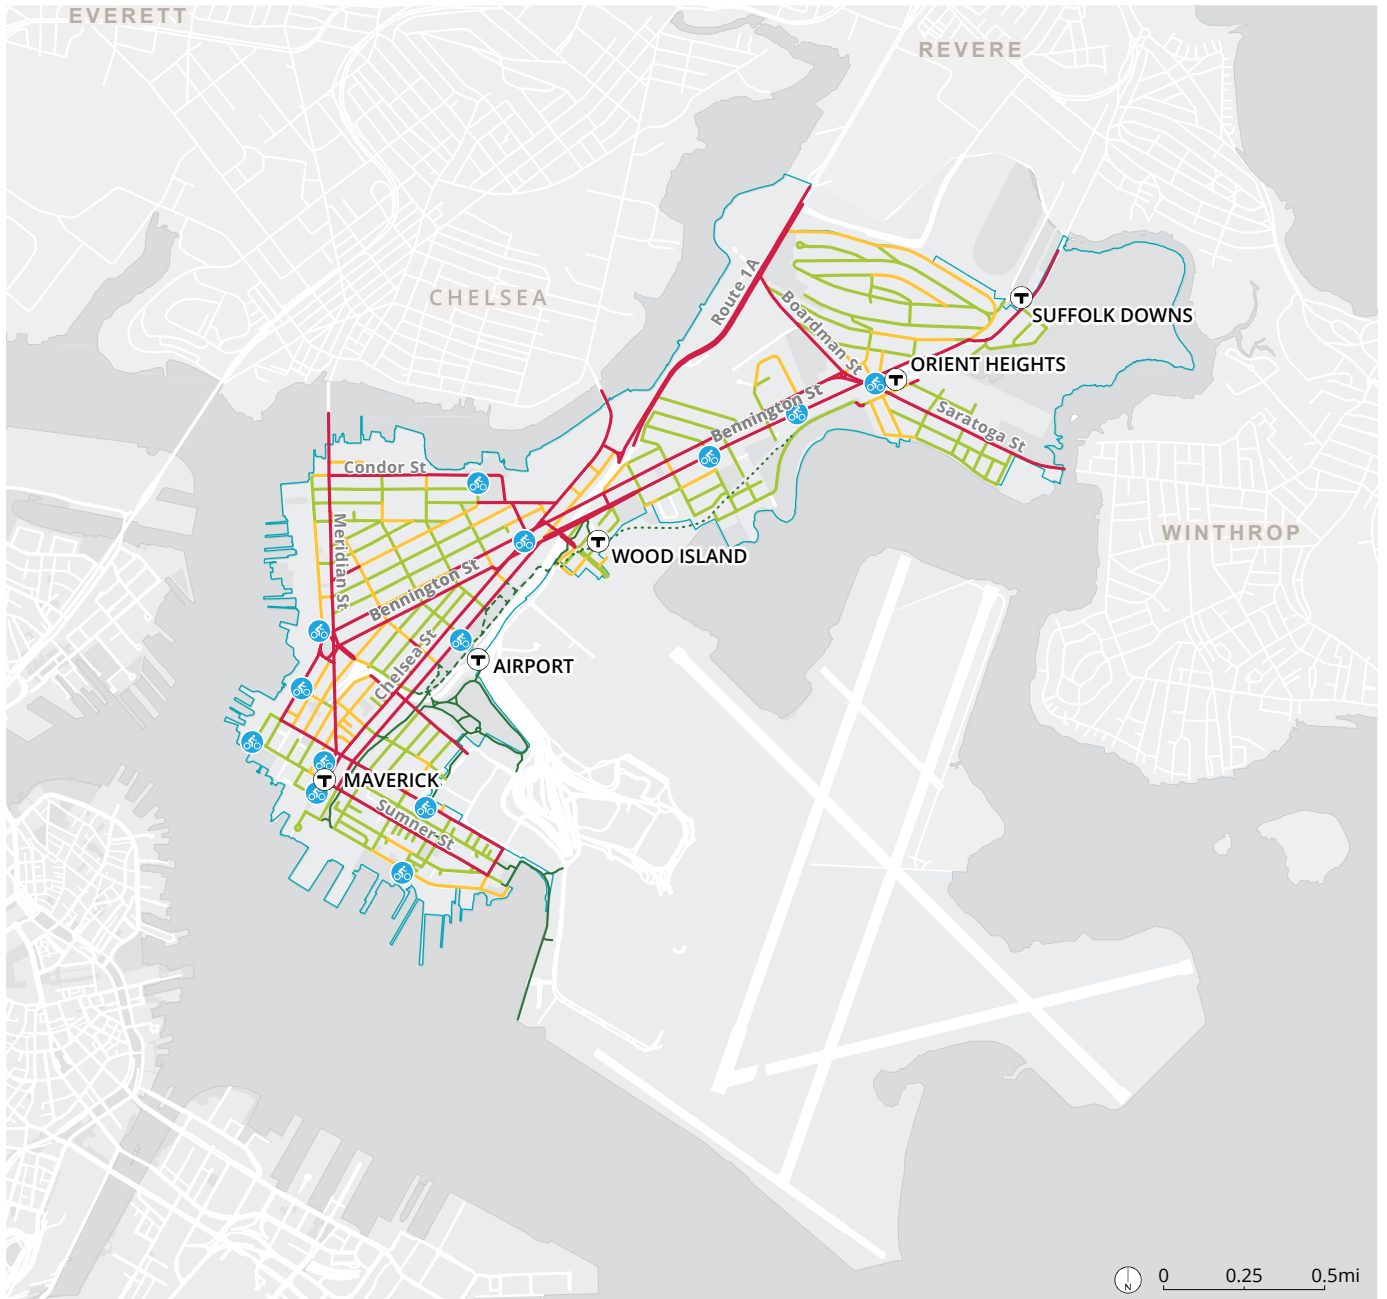 EVERETT
REVERE
CHELSEA
Route 1A
Boardman St
SUFFOLK DOWNS
ORIENT HEIGHTS
Bennington St
Saratoga St
Condor St
Meridian St
WINTHROP
WOOD ISLAND
Bennington St
Chelsea St
AIRPORT
MAVERICK
Sumner St
T
T
T
T
T
N
0 0.25 0.5mi